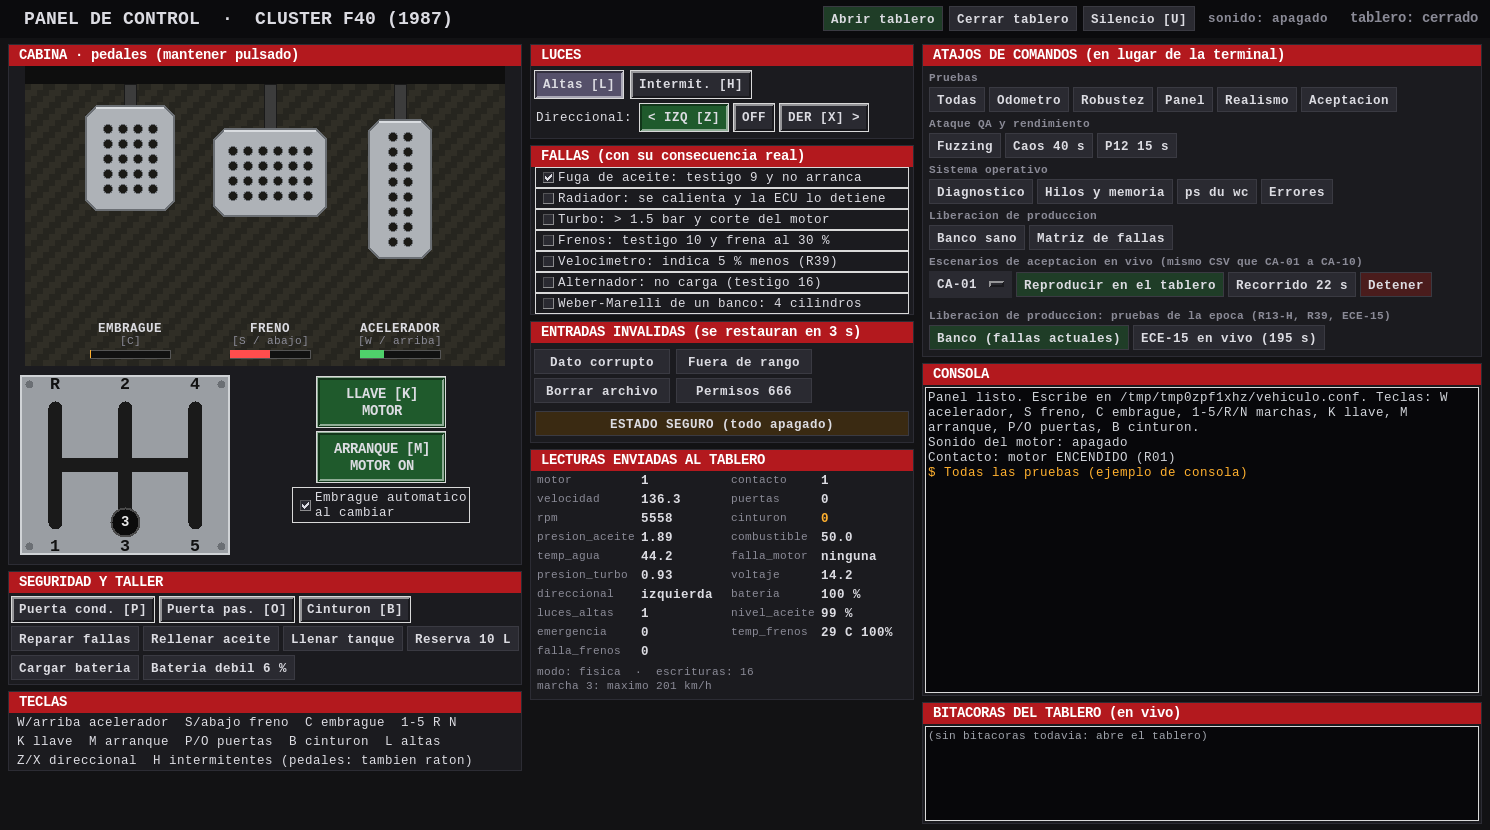 PANEL DE CONTROL · CLUSTER F40 (1987)
Abrir tablero Cerrar tablero Silencio [U] sonido: apagado tablero: cerrado
CABINA · pedales (mantener pulsado)
EMBRAGUE FRENO ACELERADOR
[C] [S / abajo] [W / arriba]
R 2 4
3
1 3 5
LLAVE [K]
MOTOR
ARRANQUE [M]
MOTOR ON
Embrague automatico
al cambiar
SEGURIDAD Y TALLER
Puerta cond. [P] Puerta pas. [O] Cinturon [B]
Reparar fallas Rellenar aceite Llenar tanque Reserva 10 L
Cargar bateria Bateria debil 6 %
TECLAS
W/arriba acelerador S/abajo freno C embrague 1-5 R N
K llave M arranque P/O puertas B cinturon L altas
Z/X direccional H intermitentes (pedales: tambien raton)
LUCES
Altas [L] Intermit. [H]
Direccional: < IZQ [Z] OFF DER [X] >
FALLAS (con su consecuencia real)
Fuga de aceite: testigo 9 y no arranca
Radiador: se calienta y la ECU lo detiene
Turbo: > 1.5 bar y corte del motor
Frenos: testigo 10 y frena al 30 %
Velocimetro: indica 5 % menos (R39)
Alternador: no carga (testigo 16)
Weber-Marelli de un banco: 4 cilindros
ENTRADAS INVALIDAS (se restauran en 3 s)
Dato corrupto Fuera de rango
Borrar archivo Permisos 666
ESTADO SEGURO (todo apagado)
LECTURAS ENVIADAS AL TABLERO
motor 1 contacto 1
velocidad 136.3 puertas 0
rpm 5558 cinturon 0
presion_aceite 1.89 combustible 50.0
temp_agua 44.2 falla_motor ninguna
presion_turbo 0.93 voltaje 14.2
direccional izquierda bateria 100 %
luces_altas 1 nivel_aceite 99 %
emergencia 0 temp_frenos 29 C 100%
falla_frenos 0
modo: fisica · escrituras: 16
marcha 3: maximo 201 km/h
ATAJOS DE COMANDOS (en lugar de la terminal)
Pruebas
Todas Odometro Robustez Panel Realismo Aceptacion
Ataque QA y rendimiento
Fuzzing Caos 40 s P12 15 s
Sistema operativo
Diagnostico Hilos y memoria ps du wc Errores
Liberacion de produccion
Banco sano Matriz de fallas
Escenarios de aceptacion en vivo (mismo CSV que CA-01 a CA-10)
CA-01 Reproducir en el tablero Recorrido 22 s Detener
Liberacion de produccion: pruebas de la epoca (R13-H, R39, ECE-15)
Banco (fallas actuales) ECE-15 en vivo (195 s)
CONSOLA
Panel listo. Escribe en /tmp/tmp0zpf1xhz/vehiculo.conf. Teclas: W
acelerador, S freno, C embrague, 1-5/R/N marchas, K llave, M
arranque, P/O puertas, B cinturon.
Sonido del motor: apagado
Contacto: motor ENCENDIDO (R01)
$ Todas las pruebas (ejemplo de consola)
BITACORAS DEL TABLERO (en vivo)
(sin bitacoras todavia: abre el tablero)